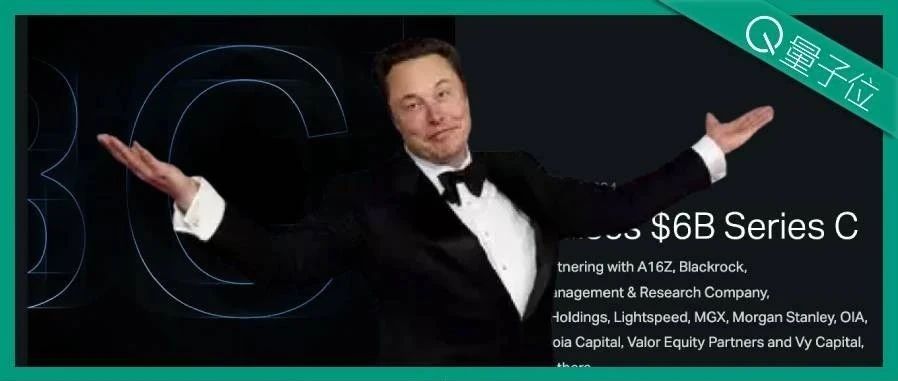 量子位
$6B Series C
tnering with A16Z, Blackrock,
anagement & Research Company,
Holdings, Lightspeed, MGX, Morgan Stanley, OIA,
oia Capital, Valor Equity Partners and Vy Capital,